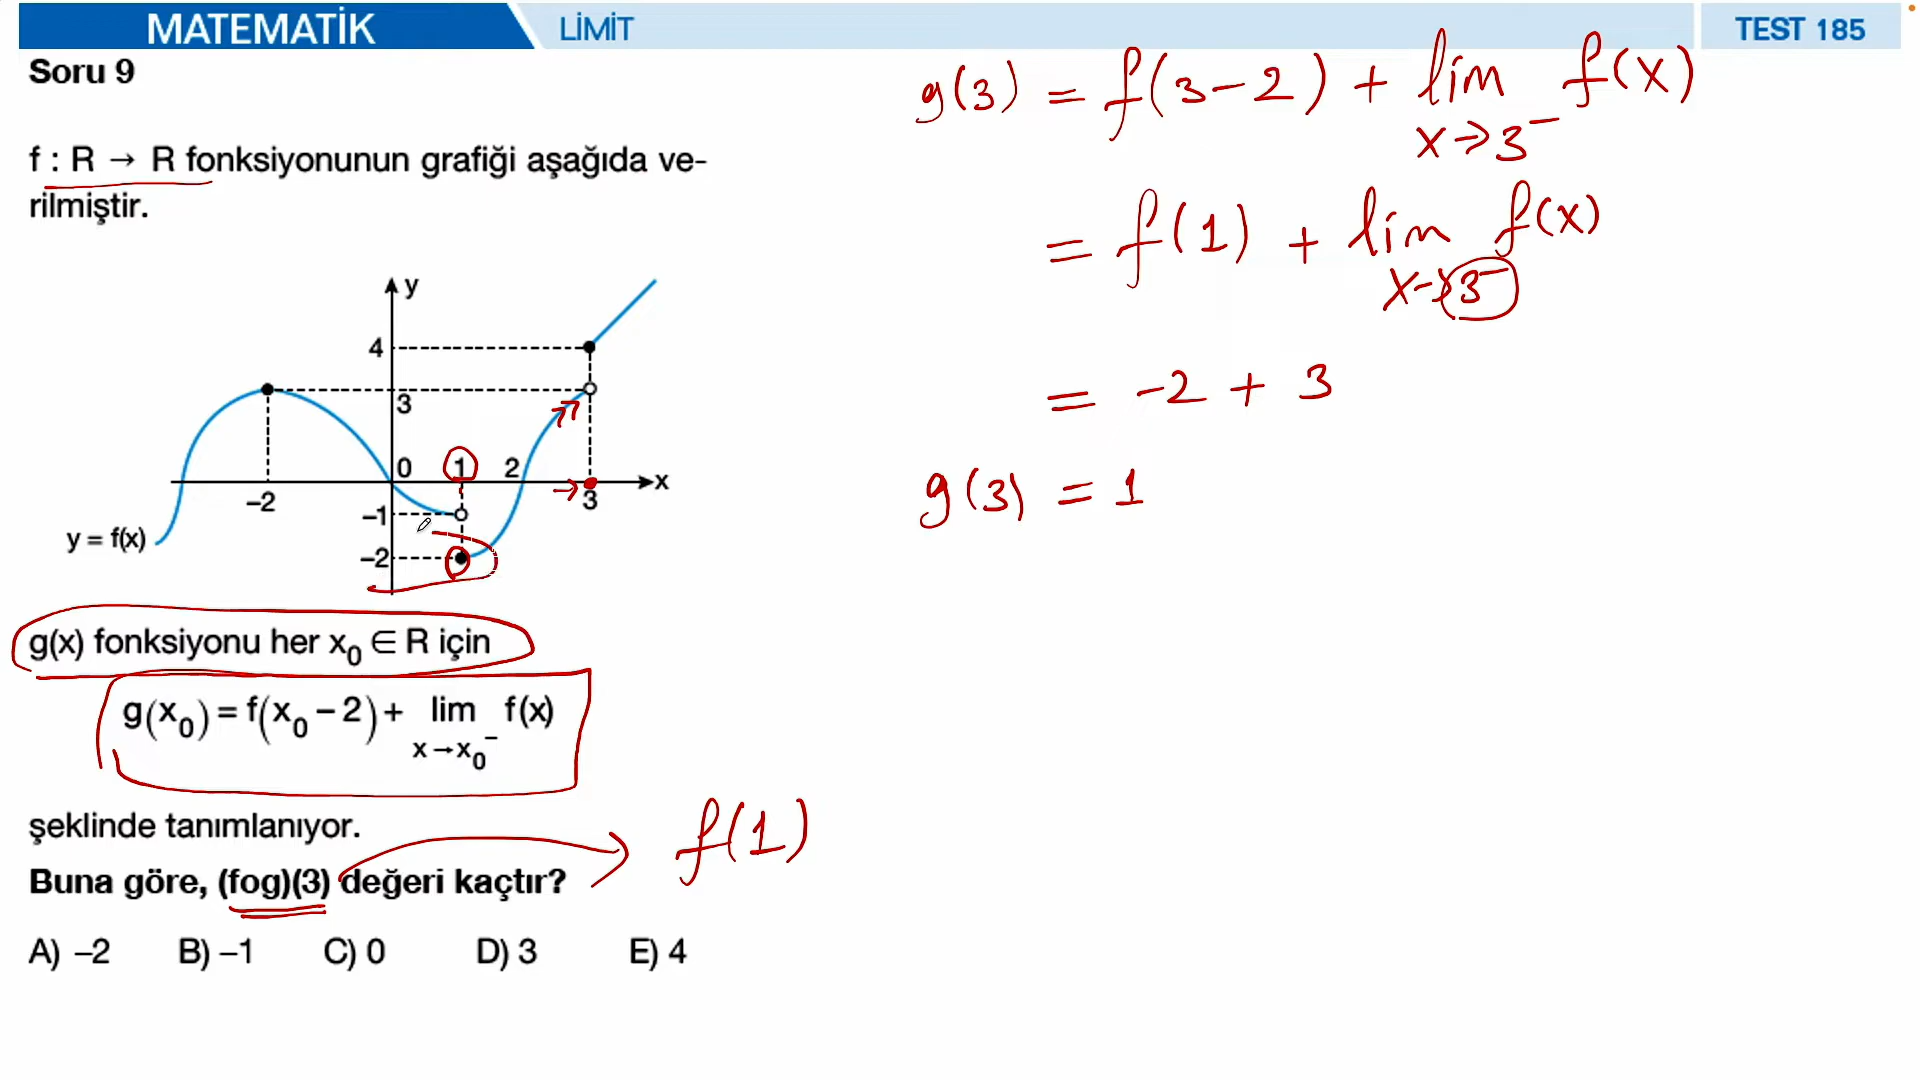 MATEMATİK
LİMİT
TEST 185
Soru 9
f : R → R fonksiyonunun grafiği aşağıda ve-
rilmiştir.
y
4
3
0 1 2
x
-2
3
-1
-2
y = f(x)
g(x) fonksiyonu her x₀ ∈ R için
g(x₀) = f(x₀ – 2) + lim f(x)
x→x₀⁻
şeklinde tanımlanıyor.
Buna göre, (fog)(3) değeri kaçtır?
A) –2 B) –1 C) 0 D) 3 E) 4
f(1)
g(3) = f(3-2) + lim f(x)
x→3⁻
= f(1) + lim f(x)
x→3⁻
= -2 + 3
g(3) = 1